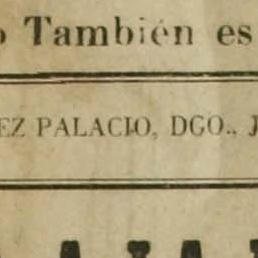 o También es
EZ PALACIO, DGO., J